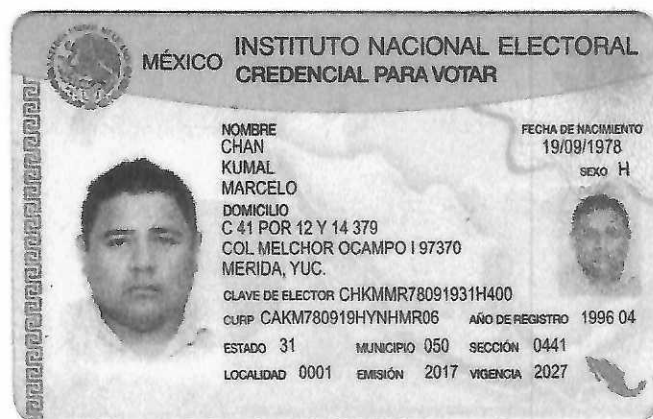 MÉXICO INSTITUTO NACIONAL ELECTORAL
CREDENCIAL PARA VOTAR
NOMBRE
CHAN
KUMAL
MARCELO
FECHA DE NACIMIENTO
19/09/1978
SEXO H
DOMICILIO
C 41 POR 12 Y 14 379
COL MELCHOR OCAMPO I 97370
MERIDA, YUC.
CLAVE DE ELECTOR CHKMMR78091931H400
CURP CAKM780919HYNHMR06 AÑO DE REGISTRO 1996 04
ESTADO 31 MUNICIPIO 050 SECCIÓN 0441
LOCALIDAD 0001 EMISIÓN 2017 VIGENCIA 2027